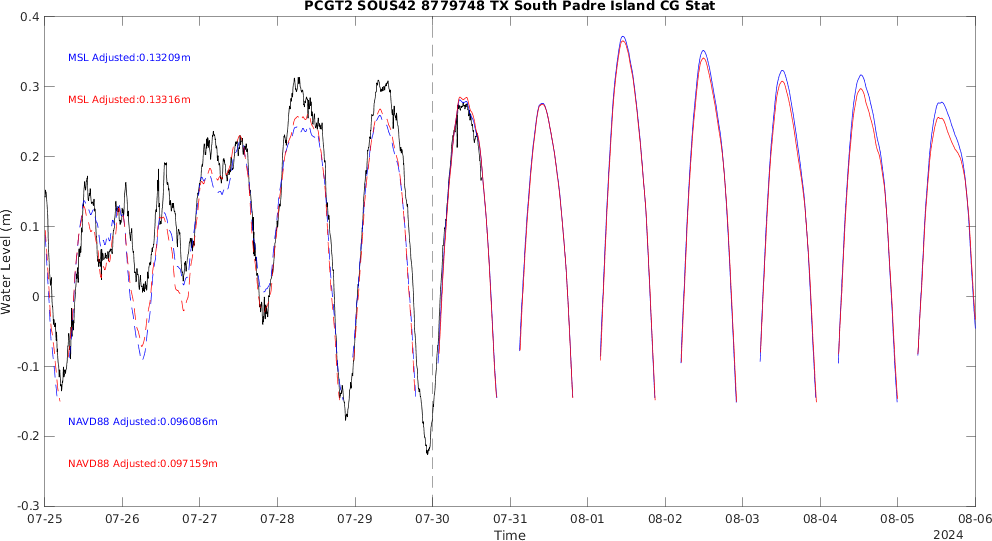 PCGT2 SOUS42 8779748 TX South Padre Island CG Stat
0.4
MSL Adjusted:0.13209m
0.3
MSL Adjusted:0.13316m
0.2
0.1
Water Level (m)
0
-0.1
NAVD88 Adjusted:0.096086m
-0.2
NAVD88 Adjusted:0.097159m
-0.3
07-25 07-26 07-27 07-28 07-29 07-30 07-31 08-01 08-02 08-03 08-04 08-05 08-06
Time
2024